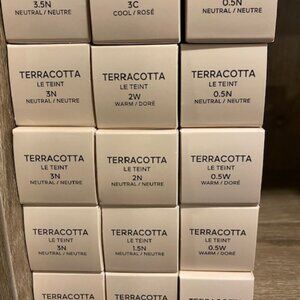 3.5N
NEUTRAL / NEUTRE
3C
COOL / ROSÉ
0.5N
NEUTRAL / NEUTRE
TERRACOTTA
LE TEINT
3N
NEUTRAL / NEUTRE
TERRACOTTA
LE TEINT
2W
WARM / DORÉ
TERRACOTTA
LE TEINT
0.5N
NEUTRAL / NEUTRE
TERRACOTTA
LE TEINT
3N
NEUTRAL / NEUTRE
TERRACOTTA
LE TEINT
2N
NEUTRAL / NEUTRE
TERRACOTTA
LE TEINT
0.5W
WARM / DORÉ
TERRACOTTA
LE TEINT
3N
NEUTRAL / NEUTRE
TERRACOTTA
LE TEINT
1.5N
NEUTRAL / NEUTRE
TERRACOTTA
LE TEINT
0.5W
WARM / DORÉ